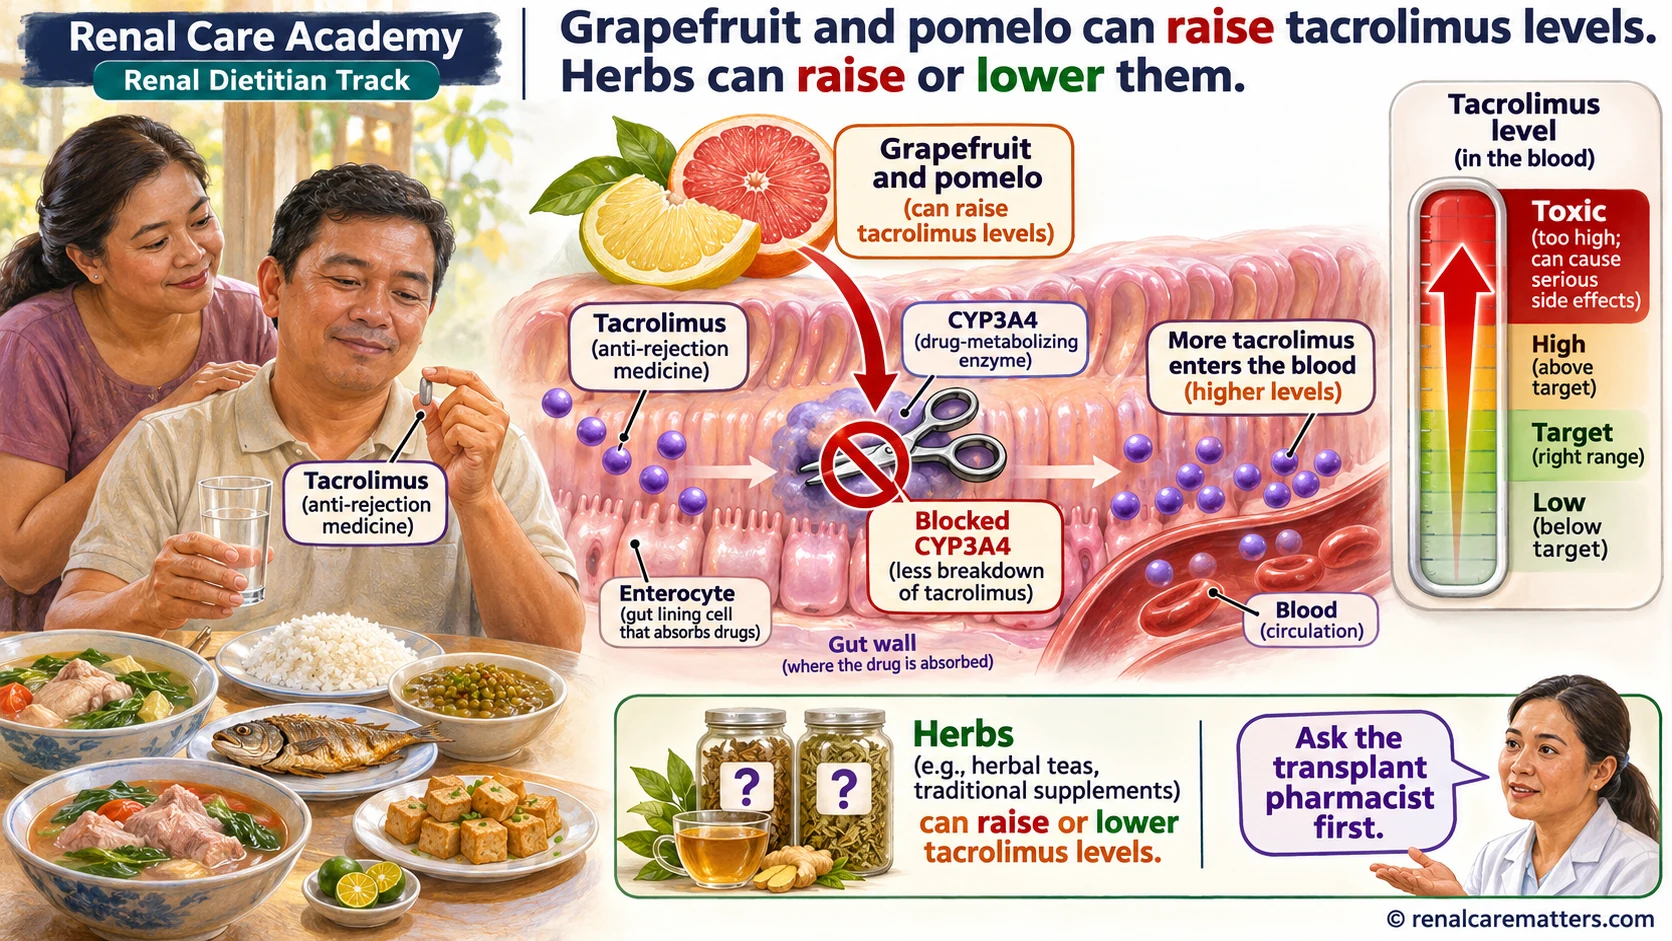 Renal Care Academy
Renal Dietitian Track
Grapefruit and pomelo can raise tacrolimus levels.
Herbs can raise or lower them.
Grapefruit
and pomelo
(can raise
tacrolimus levels)
Tacrolimus
(anti-rejection
medicine)
CYP3A4
(drug-metabolizing
enzyme)
More tacrolimus
enters the blood
(higher levels)
Tacrolimus
(anti-rejection
medicine)
Blocked
CYP3A4
(less breakdown
of tacrolimus)
Enterocyte
(gut lining cell
that absorbs drugs)
Gut wall
(where the drug is absorbed)
Blood
(circulation)
Tacrolimus
level
(in the blood)
Toxic
(too high;
can cause
serious
side effects)
High
(above
target)
Target
(right range)
Low
(below
target)
?
?
Herbs
(e.g., herbal teas,
traditional supplements)
can raise or lower
tacrolimus levels.
Ask the
transplant
pharmacist
first.
© renalcarematters.com